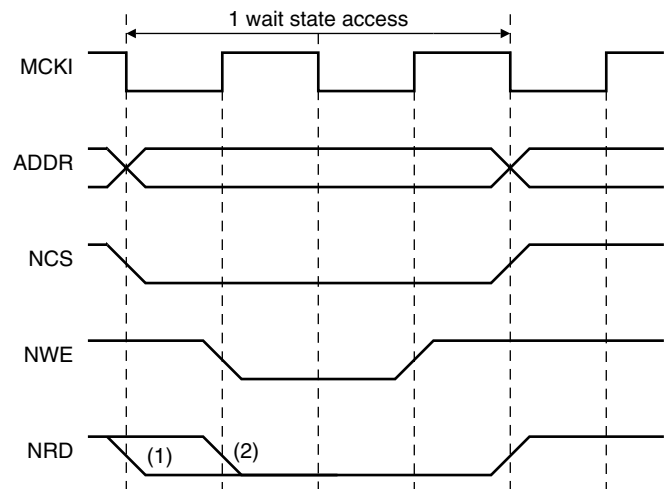 1 wait state access
MCKI
ADDR
NCS
NWE
NRD
(1)
(2)